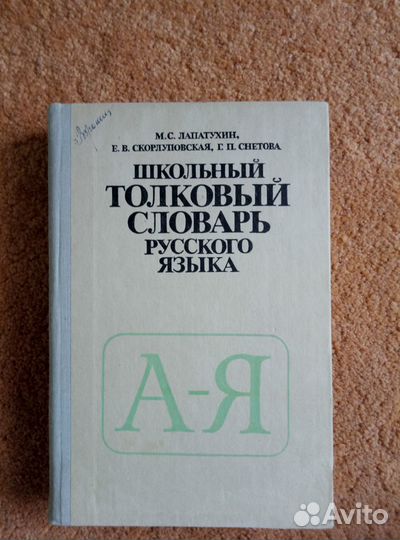 М.С. ЛАПАТУХИН,
Е. В. СКОРЛУПОВСКАЯ, Г. П. СНЕТОВА
ШКОЛЬНЫЙ
ТОЛКОВЫЙ
СЛОВАРЬ
РУССКОГО
ЯЗЫКА
А-Я
Avito